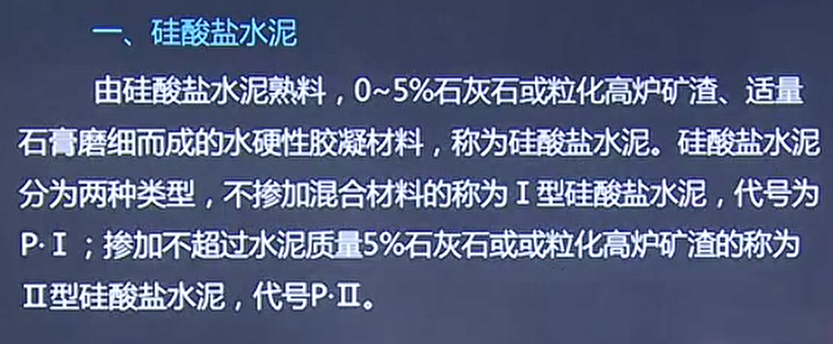 一、硅酸盐水泥
由硅酸盐水泥熟料，0~5%石灰石或粒化高炉矿渣、适量
石膏磨细而成的水硬性胶凝材料，称为硅酸盐水泥。硅酸盐水泥
分为两种类型，不掺加混合材料的称为Ⅰ型硅酸盐水泥，代号为
P·Ⅰ；掺加不超过水泥质量5%石灰石或或粒化高炉矿渣的称为
Ⅱ型硅酸盐水泥，代号P·Ⅱ。